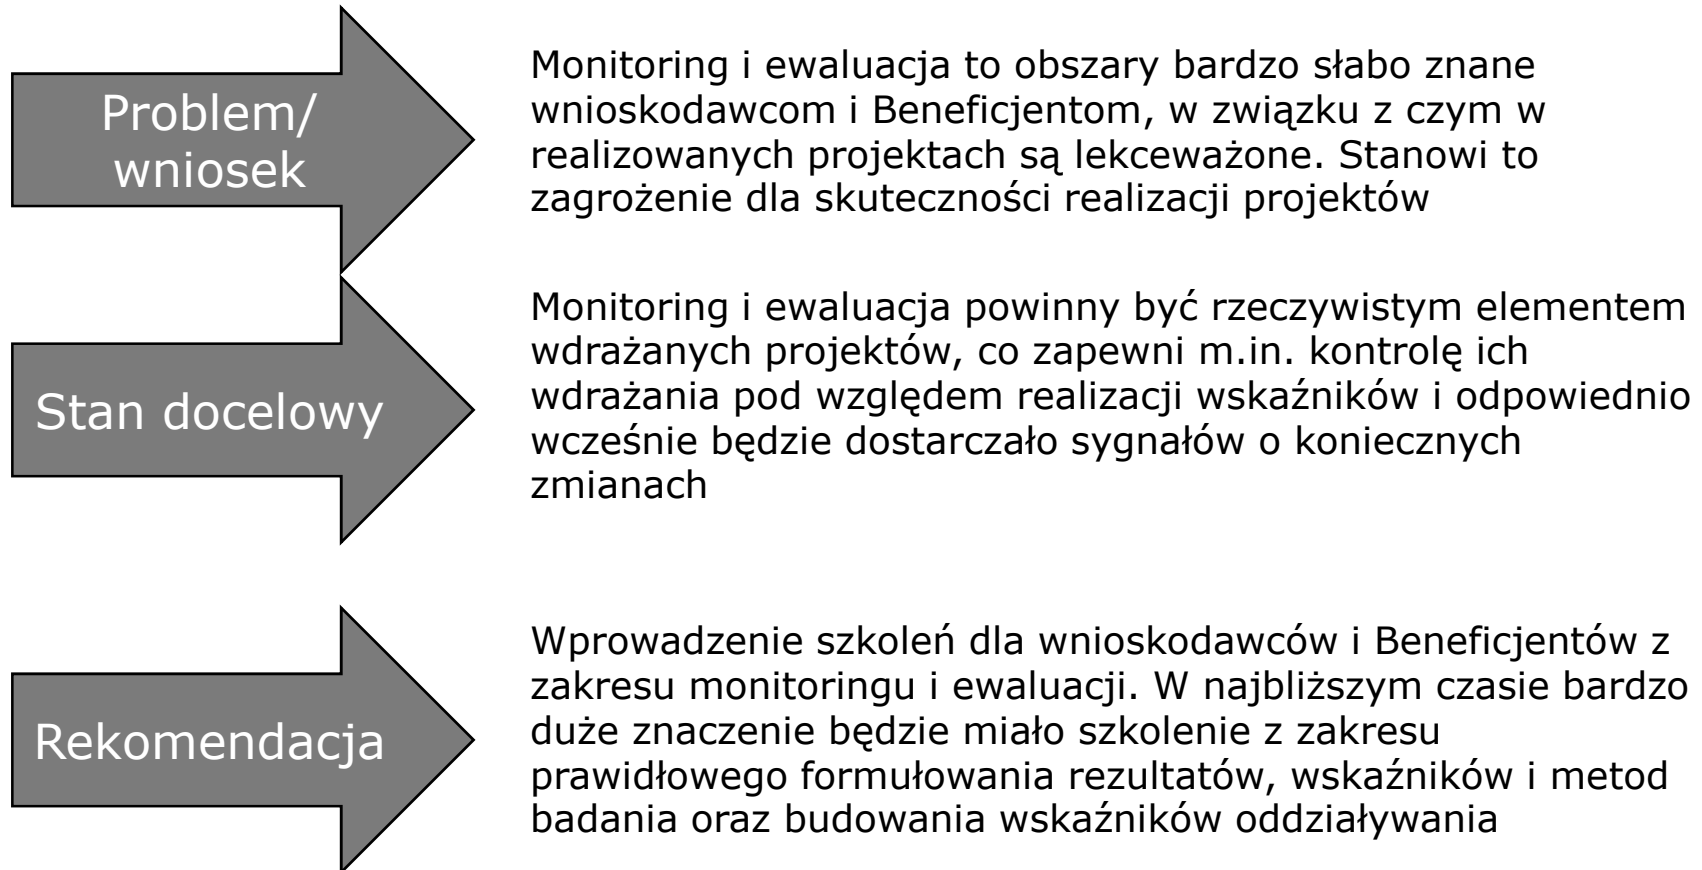 Problem/
wniosek
Monitoring i ewaluacja to obszary bardzo słabo znane
wnioskodawcom i Beneficjentom, w związku z czym w
realizowanych projektach są lekceważone. Stanowi to
zagrożenie dla skuteczności realizacji projektów
Stan docelowy
Monitoring i ewaluacja powinny być rzeczywistym elementem
wdrażanych projektów, co zapewni m.in. kontrolę ich
wdrażania pod względem realizacji wskaźników i odpowiednio
wcześnie będzie dostarczało sygnałów o koniecznych
zmianach
Rekomendacja
Wprowadzenie szkoleń dla wnioskodawców i Beneficjentów z
zakresu monitoringu i ewaluacji. W najbliższym czasie bardzo
duże znaczenie będzie miało szkolenie z zakresu
prawidłowego formułowania rezultatów, wskaźników i metod
badania oraz budowania wskaźników oddziaływania